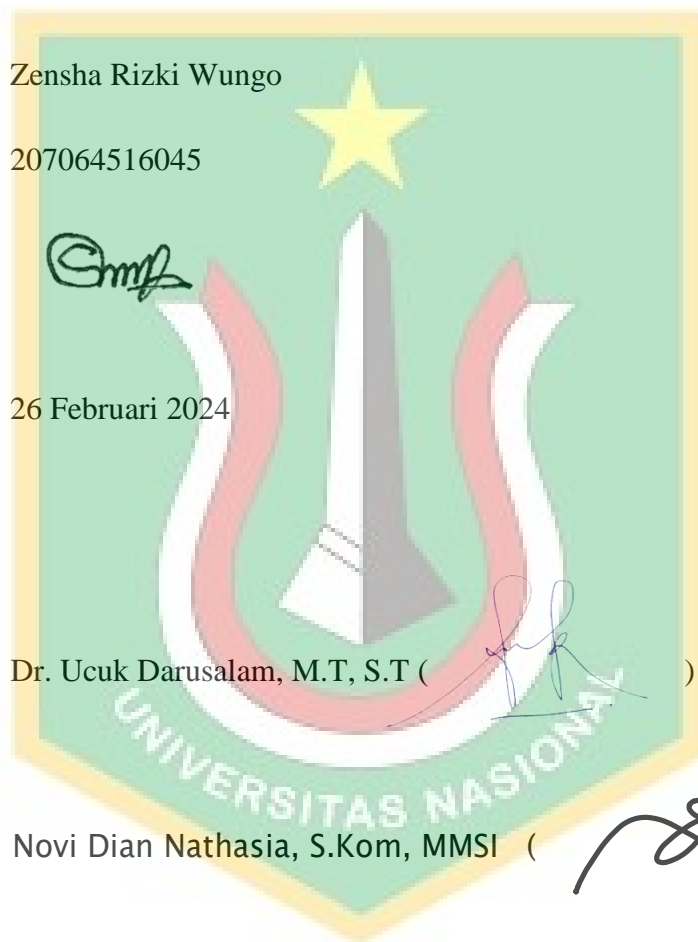 Zensha Rizki Wungo
207064516045
26 Februari 2024
Dr. Ucuk Darusalam, M.T, S.T ( )
UNIVERSITAS NASIONAL
Novi Dian Nathasia, S.Kom, MMSI (